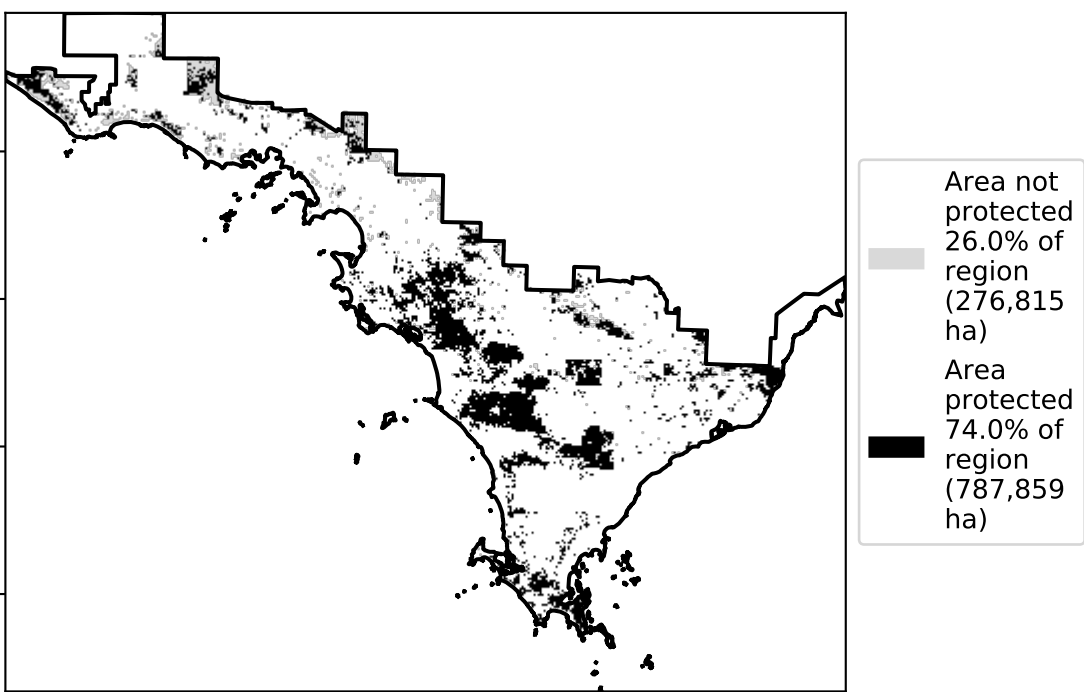 Area not
protected
26.0% of
region
(276,815
ha)
Area
protected
74.0% of
region
(787,859
ha)